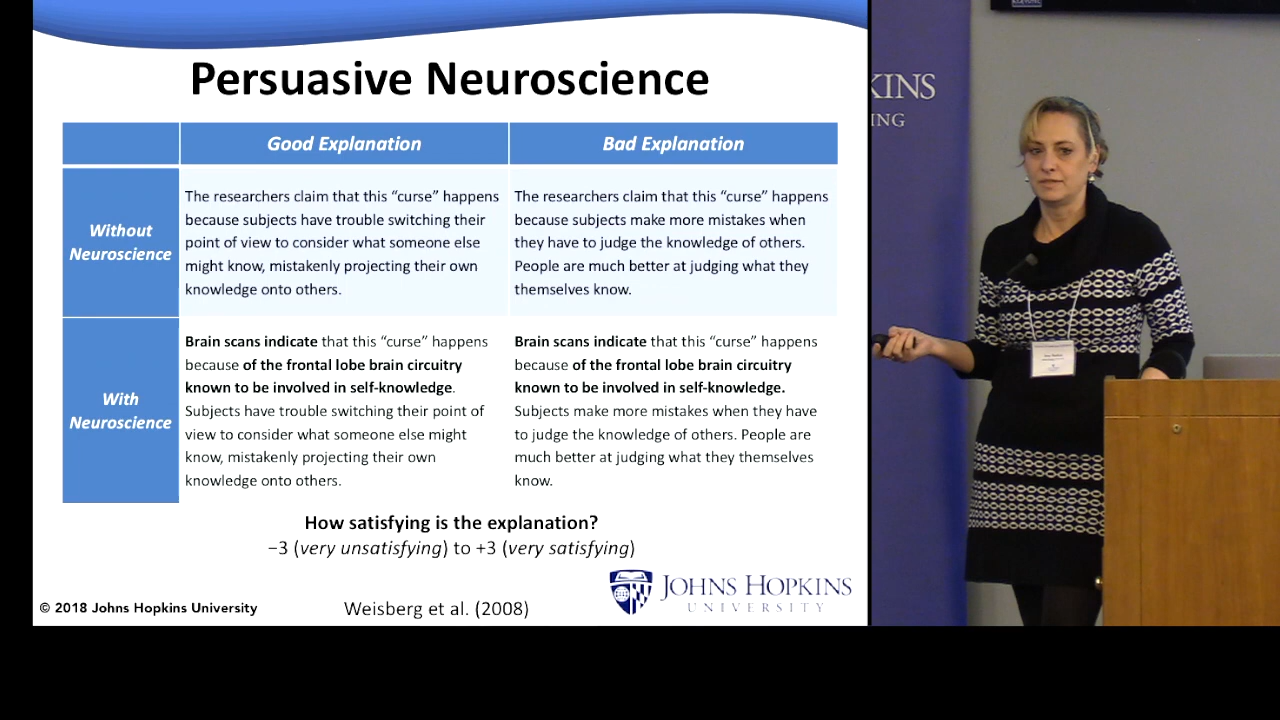 Persuasive Neuroscience
Good Explanation
Bad Explanation
Without
Neuroscience
The researchers claim that this “curse” happens
because subjects have trouble switching their
point of view to consider what someone else
might know, mistakenly projecting their own
knowledge onto others.
The researchers claim that this “curse” happens
because subjects make more mistakes when
they have to judge the knowledge of others.
People are much better at judging what they
themselves know.
With
Neuroscience
Brain scans indicate that this “curse” happens
because of the frontal lobe brain circuitry
known to be involved in self-knowledge.
Subjects have trouble switching their point of
view to consider what someone else might
know, mistakenly projecting their own
knowledge onto others.
Brain scans indicate that this “curse” happens
because of the frontal lobe brain circuitry
known to be involved in self-knowledge.
Subjects make more mistakes when they have
to judge the knowledge of others. People are
much better at judging what they themselves
know.
How satisfying is the explanation?
−3 (very unsatisfying) to +3 (very satisfying)
© 2018 Johns Hopkins University
Weisberg et al. (2008)
JOHNS HOPKINS
UNIVERSITY
KINS
ING